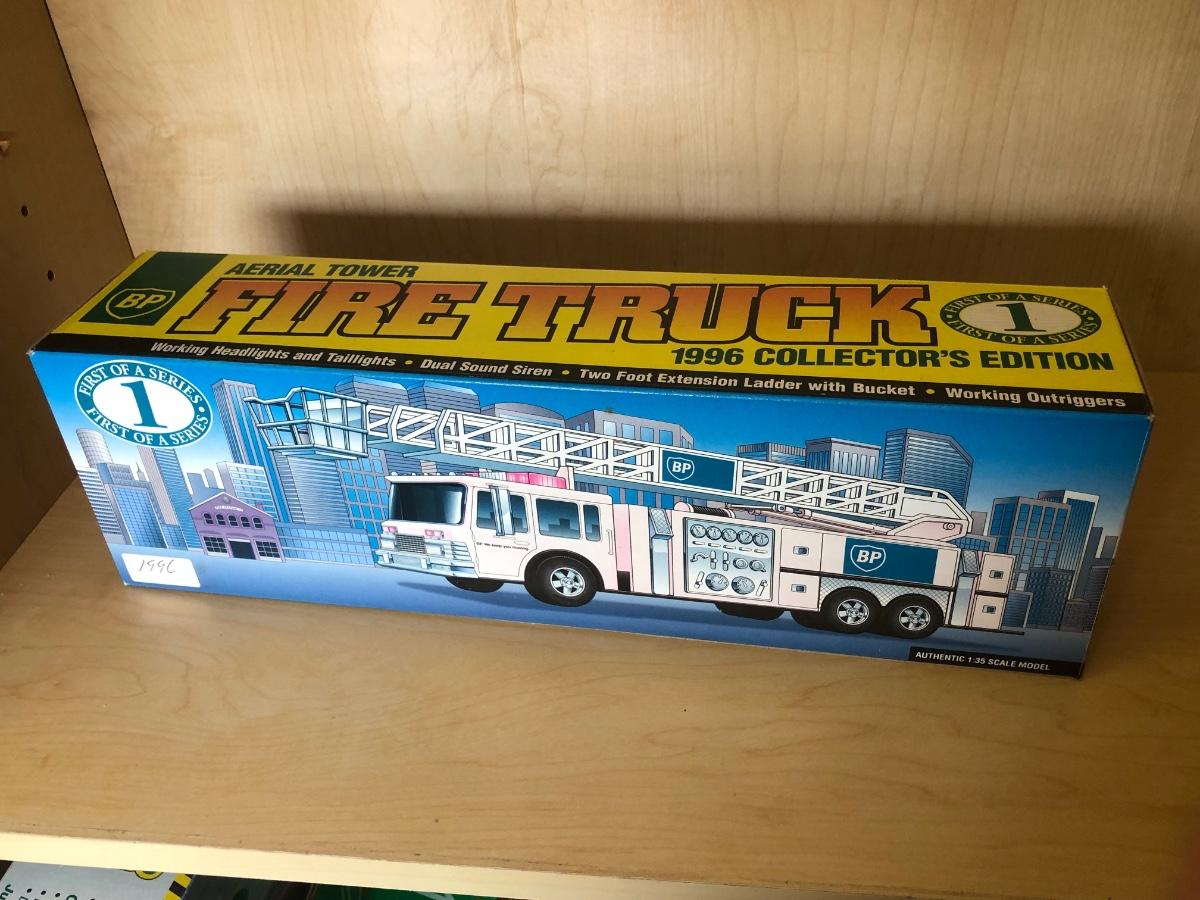 BP
AERIAL TOWER
FIRE TRUCK
1996 COLLECTOR'S EDITION
FIRST OF A SERIES
1
FIRST OF A SERIES
Working Headlights and Taillights • Dual Sound Siren • Two Foot Extension Ladder with Bucket • Working Outriggers
FIRST OF A SERIES
1
FIRST OF A SERIES
BP
BP
1996
AUTHENTIC 1:35 SCALE MODEL